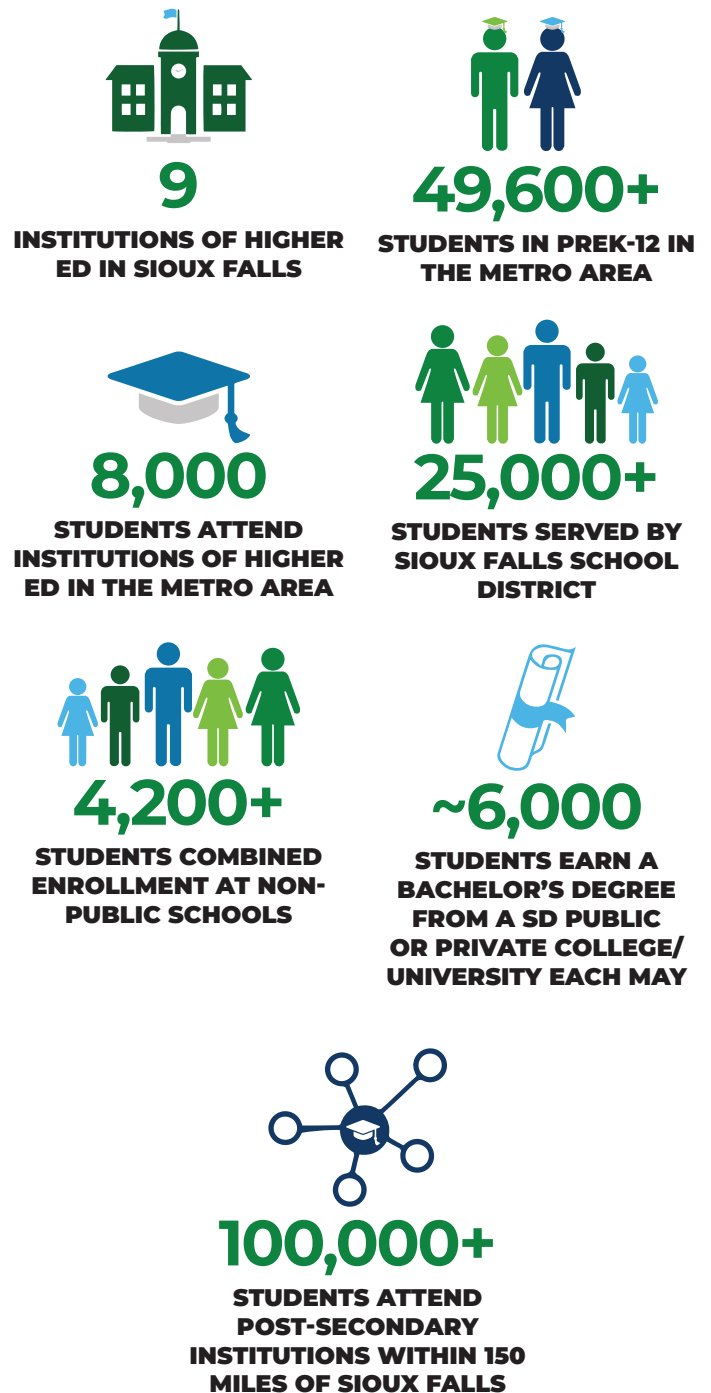 9
INSTITUTIONS OF HIGHER
ED IN SIOUX FALLS
49,600+
STUDENTS IN PREK-12 IN
THE METRO AREA
8,000
STUDENTS ATTEND
INSTITUTIONS OF HIGHER
ED IN THE METRO AREA
25,000+
STUDENTS SERVED BY
SIOUX FALLS SCHOOL
DISTRICT
4,200+
STUDENTS COMBINED
ENROLLMENT AT NON-
PUBLIC SCHOOLS
~6,000
STUDENTS EARN A
BACHELOR’S DEGREE
FROM A SD PUBLIC
OR PRIVATE COLLEGE/
UNIVERSITY EACH MAY
100,000+
STUDENTS ATTEND
POST-SECONDARY
INSTITUTIONS WITHIN 150
MILES OF SIOUX FALLS